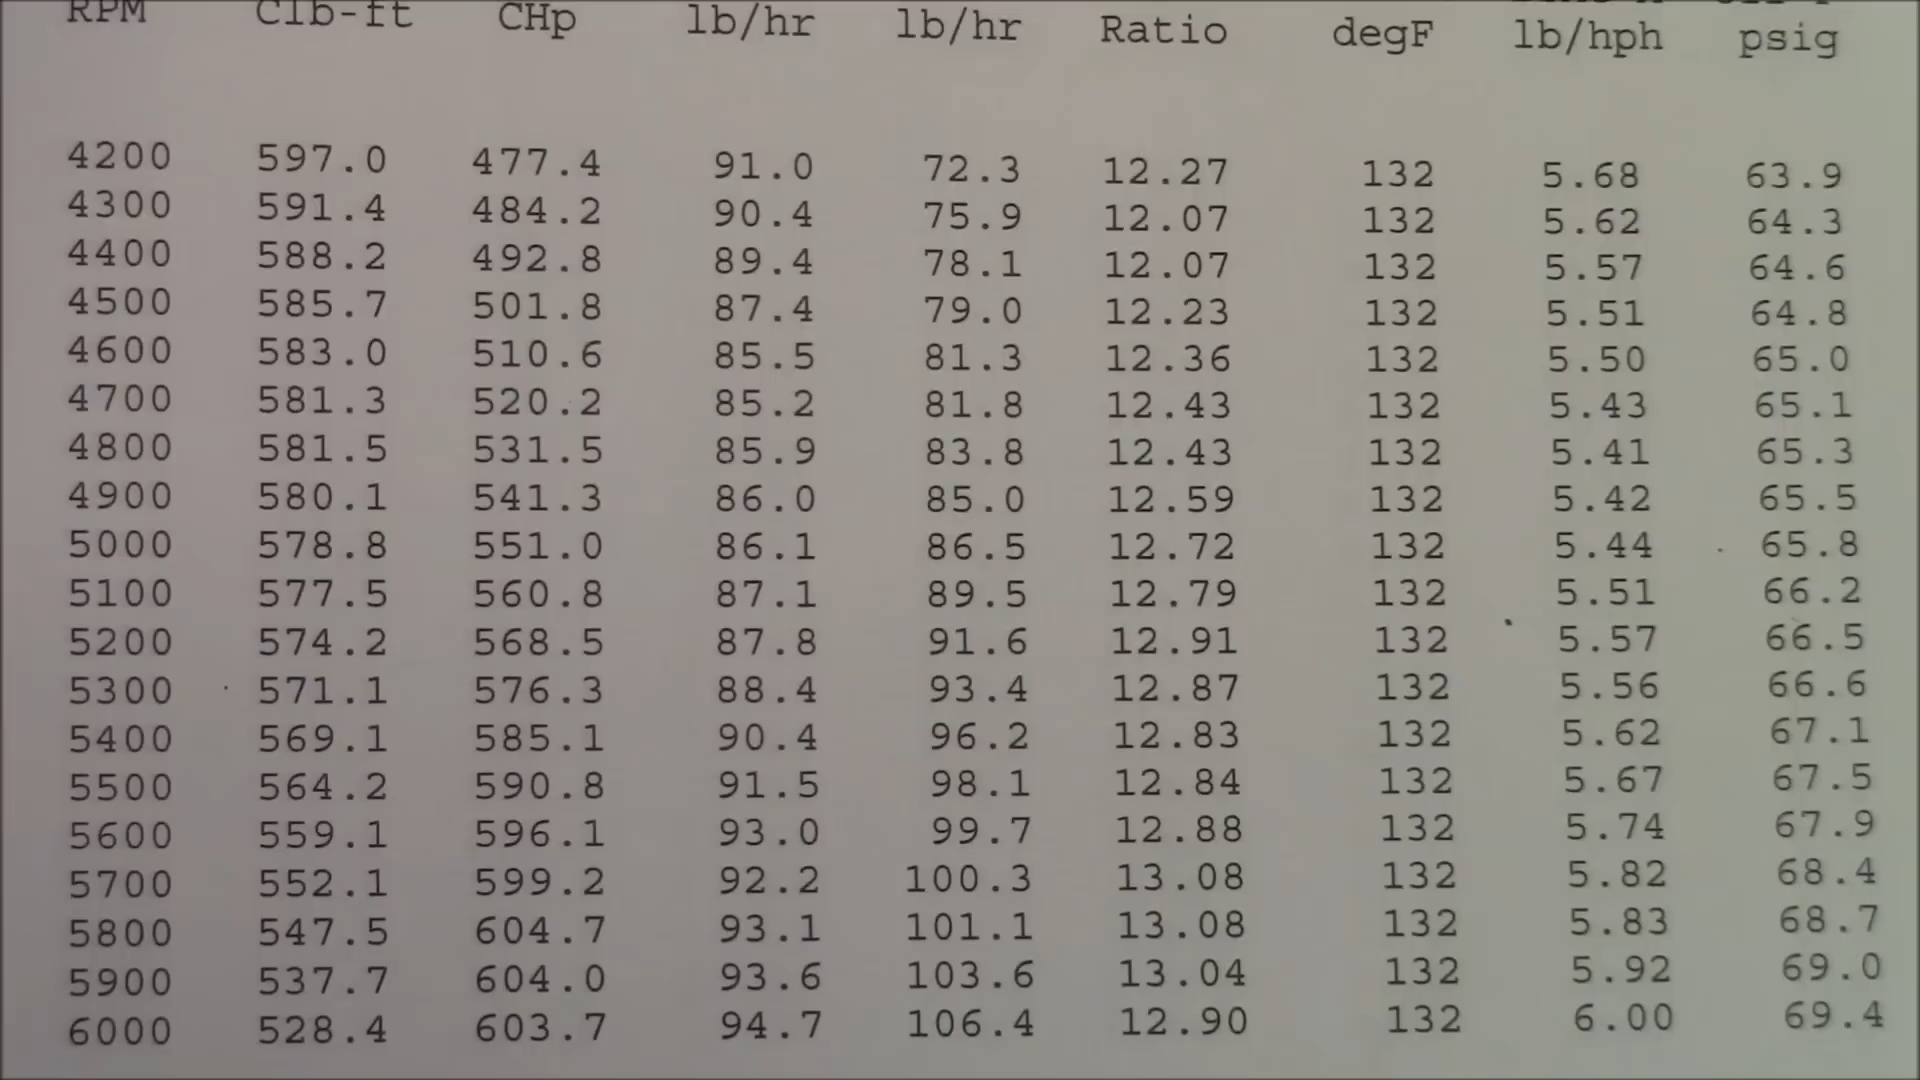 RPM Clb-ft CHp lb/hr lb/hr Ratio degF lb/hph psig
4200 597.0 477.4 91.0 72.3 12.27 132 5.68 63.9
4300 591.4 484.2 90.4 75.9 12.07 132 5.62 64.3
4400 588.2 492.8 89.4 78.1 12.07 132 5.57 64.6
4500 585.7 501.8 87.4 79.0 12.23 132 5.51 64.8
4600 583.0 510.6 85.5 81.3 12.36 132 5.50 65.0
4700 581.3 520.2 85.2 81.8 12.43 132 5.43 65.1
4800 581.5 531.5 85.9 83.8 12.43 132 5.41 65.3
4900 580.1 541.3 86.0 85.0 12.59 132 5.42 65.5
5000 578.8 551.0 86.1 86.5 12.72 132 5.44 65.8
5100 577.5 560.8 87.1 89.5 12.79 132 5.51 66.2
5200 574.2 568.5 87.8 91.6 12.91 132 5.57 66.5
5300 571.1 576.3 88.4 93.4 12.87 132 5.56 66.6
5400 569.1 585.1 90.4 96.2 12.83 132 5.62 67.1
5500 564.2 590.8 91.5 98.1 12.84 132 5.67 67.5
5600 559.1 596.1 93.0 99.7 12.88 132 5.74 67.9
5700 552.1 599.2 92.2 100.3 13.08 132 5.82 68.4
5800 547.5 604.7 93.1 101.1 13.08 132 5.83 68.7
5900 537.7 604.0 93.6 103.6 13.04 132 5.92 69.0
6000 528.4 603.7 94.7 106.4 12.90 132 6.00 69.4